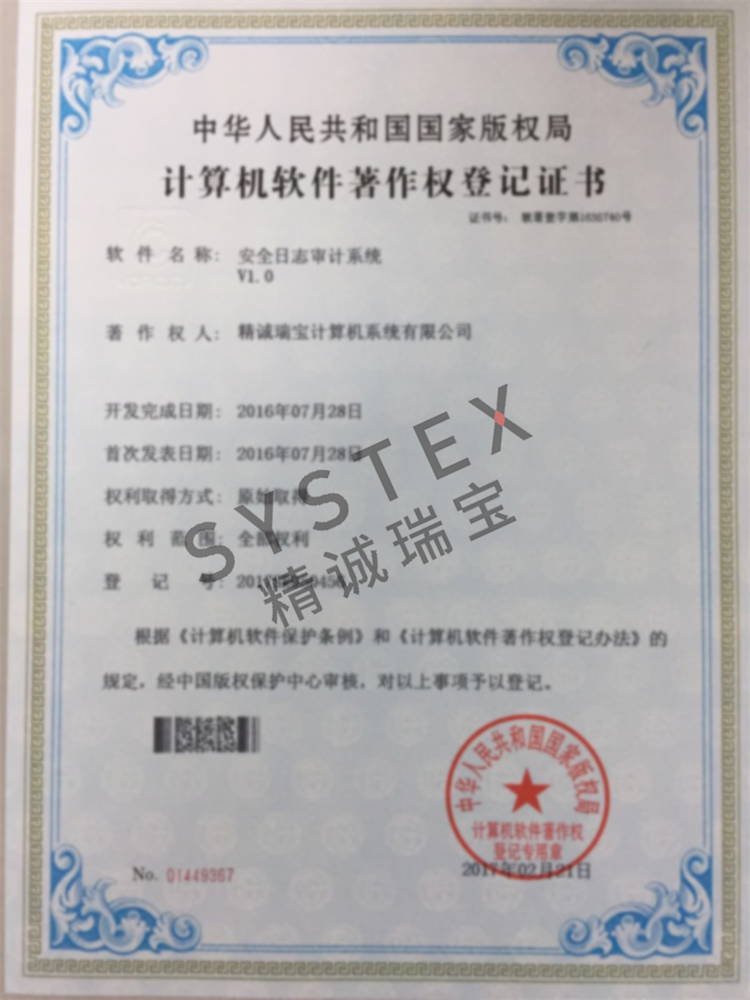 中华人民共和国国家版权局
计算机软件著作权登记证书
证书号：
软件名称： 安全日志审计系统
V1.0
著作权人： 精诚瑞宝计算机系统有限公司
开发完成日期： 2016年07月28日
首次发表日期： 2016年07月28日
权利取得方式： 原始取得
权利范围： 全部权利
登记号：
SYSTEX
精诚瑞宝
根据《计算机软件保护条例》和《计算机软件著作权登记办法》的
规定，经中国版权保护中心审核，对以上事项予以登记。
中华人民共和国国家版权局
计算机软件著作权
登记专用章
No. 01449367
2017年02月21日